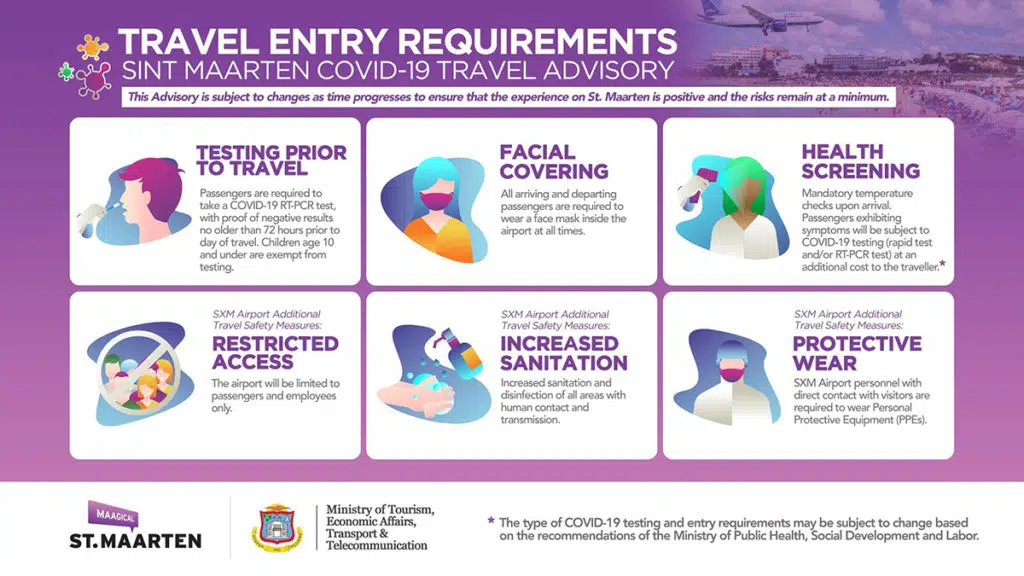 TRAVEL ENTRY REQUIREMENTS
SINT MAARTEN COVID-19 TRAVEL ADVISORY
This Advisory is subject to changes as time progresses to ensure that the experience on St. Maarten is positive and the risks remain at a minimum.
TESTING PRIOR
TO TRAVEL
Passengers are required to
take a COVID-19 RT-PCR test,
with proof of negative results
no older than 72 hours prior to
day of travel. Children age 10
and under are exempt from
testing.
FACIAL
COVERING
All arriving and departing
passengers are required to
wear a face mask inside the
airport at all times.
HEALTH
SCREENING
Mandatory temperature
checks upon arrival.
Passengers exhibiting
symptoms will be subject to
COVID-19 testing (rapid test
and/or RT-PCR test) at an
additional cost to the traveller.*
SXM Airport Additional
Travel Safety Measures:
RESTRICTED
ACCESS
The airport will be limited to
passengers and employees
only.
SXM Airport Additional
Travel Safety Measures:
INCREASED
SANITATION
Increased sanitation and
disinfection of all areas with
human contact and
transmission.
SXM Airport Additional
Travel Safety Measures:
PROTECTIVE
WEAR
SXM Airport personnel with
direct contact with visitors are
required to wear Personal
Protective Equipment (PPEs).
MAAGICAL
ST.MAARTEN
Ministry of Tourism,
Economic Affairs,
Transport &
Telecommunication
* The type of COVID-19 testing and entry requirements may be subject to change based
on the recommendations of the Ministry of Public Health, Social Development and Labor.